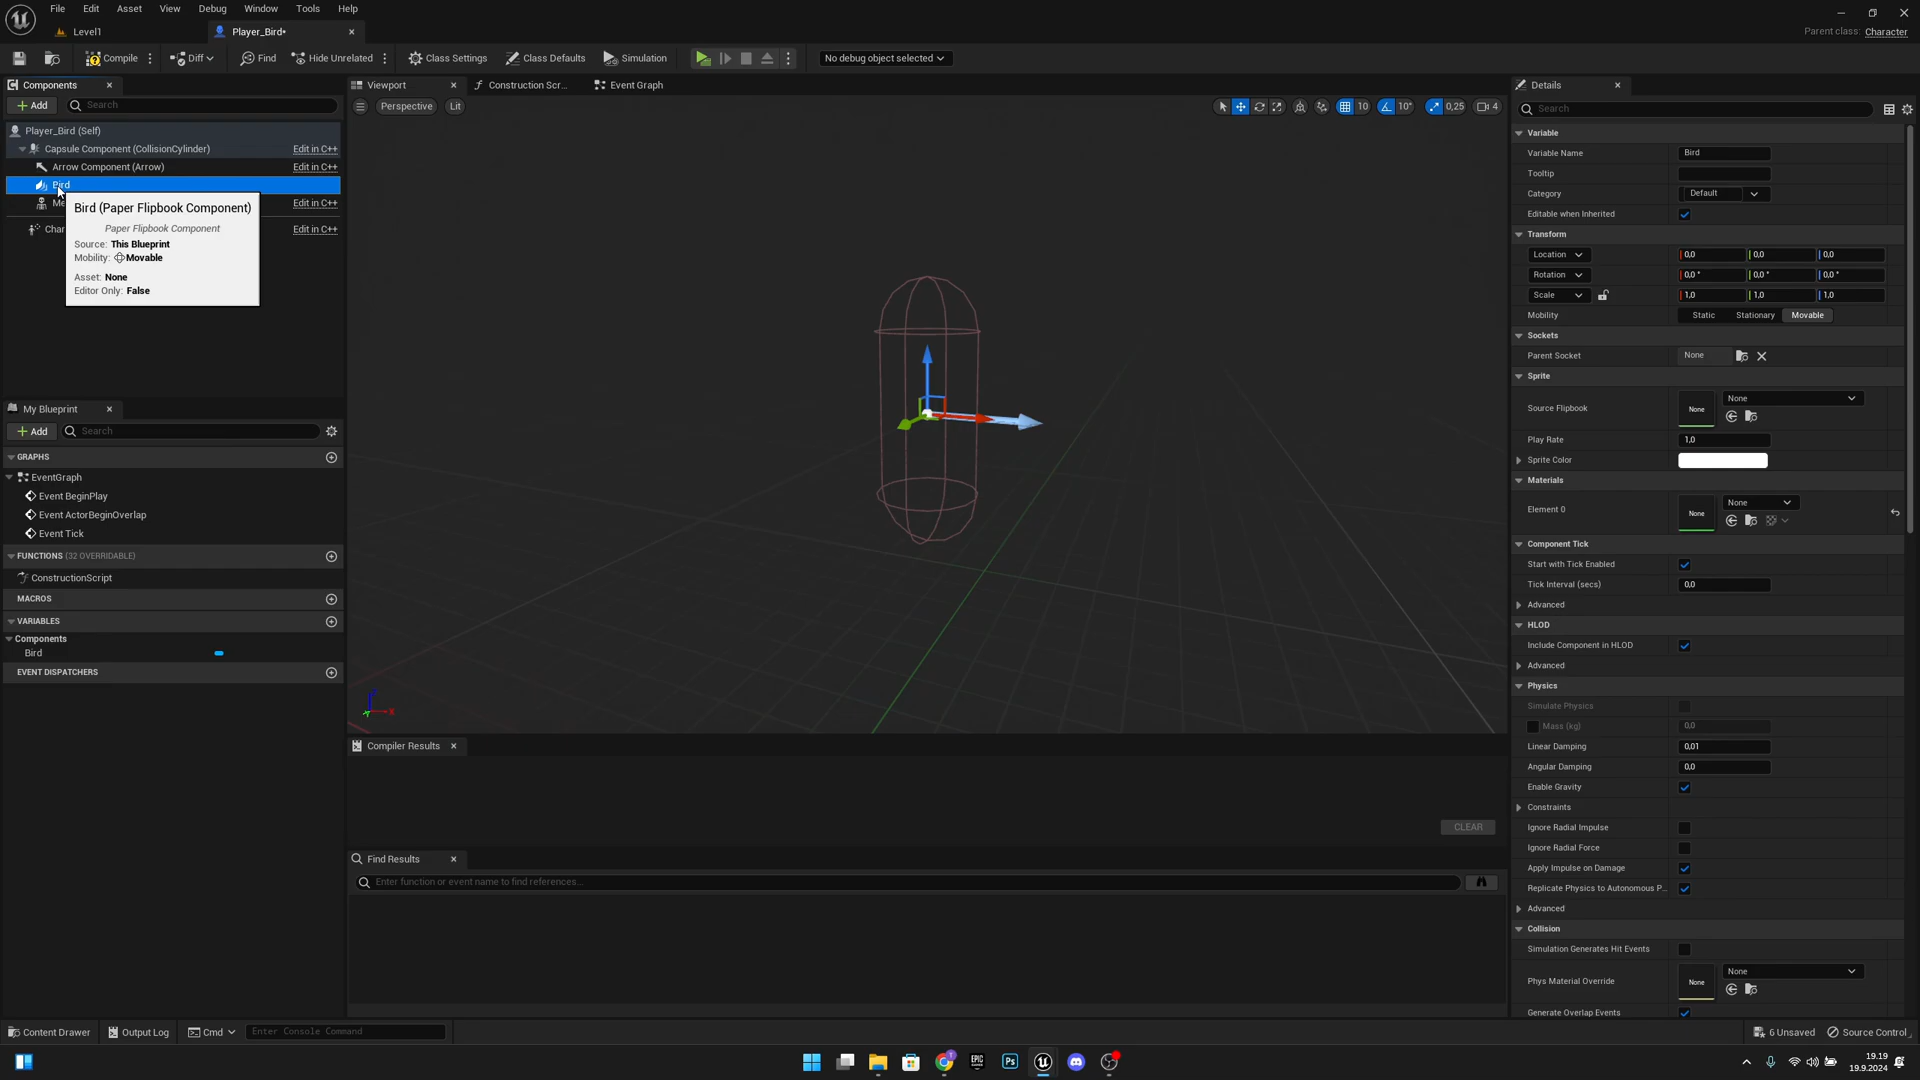 File Edit Asset View Debug Window Tools Help
Level1
Player_Bird*
Parent class: Character
Compile
Diff
Find
Hide Unrelated
Class Settings
Class Defaults
Simulation
No debug object selected
Components
Add
Search
Player_Bird (Self)
Capsule Component (CollisionCylinder) Edit in C++
Arrow Component (Arrow) Edit in C++
Bird
Me Edit in C++
Char Edit in C++
Bird (Paper Flipbook Component)
Paper Flipbook Component
Source: This Blueprint
Mobility: Movable
Asset: None
Editor Only: False
My Blueprint
Add
Search
GRAPHS
EventGraph
Event BeginPlay
Event ActorBeginOverlap
Event Tick
FUNCTIONS (32 OVERRIDABLE)
ConstructionScript
MACROS
VARIABLES
Components
Bird
EVENT DISPATCHERS
Viewport
Construction Scr...
Event Graph
Perspective
Lit
10
10°
0,25
4
Z
X
Y
Compiler Results
CLEAR
Find Results
Enter function or event name to find references...
Details
Search
Variable
Variable Name Bird
Tooltip
Category Default
Editable when Inherited
Transform
Location 0,0 0,0 0,0
Rotation 0,0 ° 0,0 ° 0,0 °
Scale 1,0 1,0 1,0
Mobility Static Stationary Movable
Sockets
Parent Socket None
Sprite
Source Flipbook None None
Play Rate 1,0
Sprite Color
Materials
Element 0 None None
Component Tick
Start with Tick Enabled
Tick Interval (secs) 0,0
Advanced
HLOD
Include Component in HLOD
Advanced
Physics
Simulate Physics
Mass (kg) 0,0
Linear Damping 0,01
Angular Damping 0,0
Enable Gravity
Constraints
Ignore Radial Impulse
Ignore Radial Force
Apply Impulse on Damage
Replicate Physics to Autonomous P...
Advanced
Collision
Simulation Generates Hit Events
Phys Material Override None None
Generate Overlap Events
Content Drawer
Output Log
Cmd
Enter Console Command
6 Unsaved
Source Control
EPIC
Ps
19.19
19.9.2024